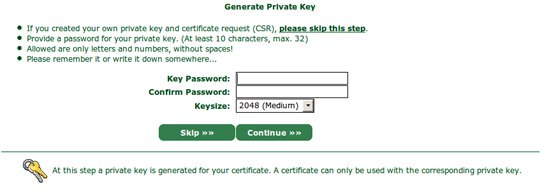 Generate Private Key
If you created your own private key and certificate request (CSR), please skip this step.
Provide a password for your private key. (At least 10 characters, max. 32)
Allowed are only letters and numbers, without spaces!
Please remember it or write it down somewhere...
Key Password:
Confirm Password:
Keysize: 2048 (Medium)
Skip »» Continue »»
At this step a private key is generated for your certificate. A certificate can only be used with the corresponding private key.